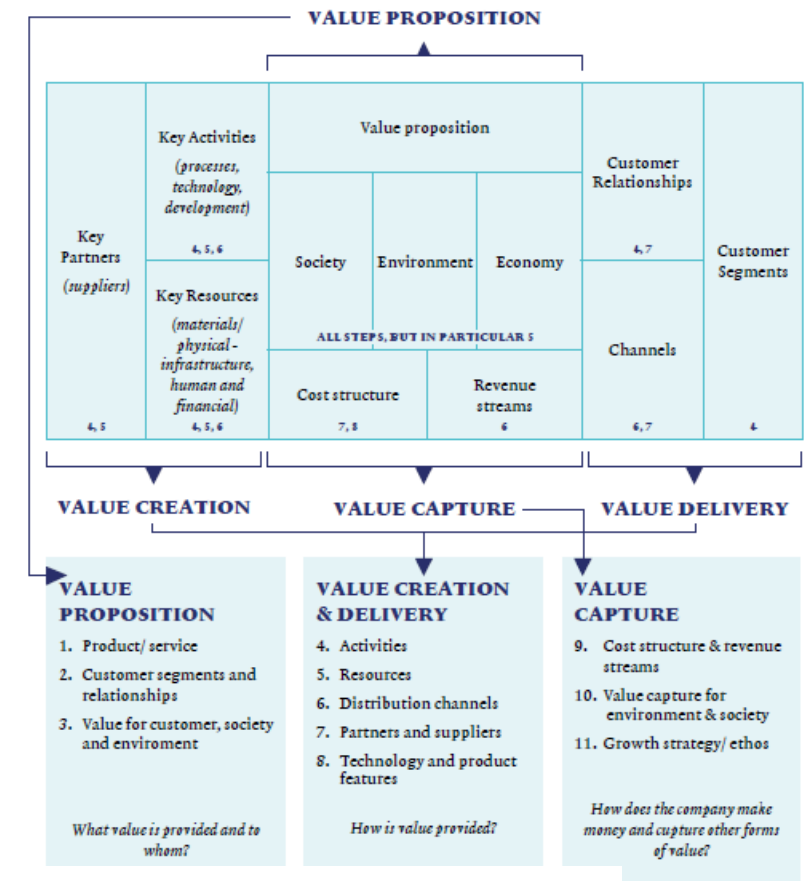 VALUE PROPOSITION
Key
Partners
(suppliers)
4, 5
Key Activities
(processes,
technology,
development)
4, 5, 6
Key Resources
(materials/
physical-
infrastructure,
human and
financial)
4, 5, 6
Value proposition
Society
Environment
Economy
ALL STEPS, BUT IN PARTICULAR 5
Cost structure
7, 8
Revenue
streams
6
Customer
Relationships
4, 7
Channels
6, 7
Customer
Segments
4
VALUE CREATION
VALUE CAPTURE
VALUE DELIVERY
VALUE
PROPOSITION
1. Product/ service
2. Customer segments and
relationships
3. Value for customer, society
and enviroment
What value is provided and to
whom?
VALUE CREATION
& DELIVERY
4. Activities
5. Resources
6. Distribution channels
7. Partners and suppliers
8. Technology and product
features
How is value provided?
VALUE
CAPTURE
9. Cost structure & revenue
streams
10. Value capture for
environment & society
11. Growth strategy/ ethos
How does the company make
money and cupture other forms
of value?